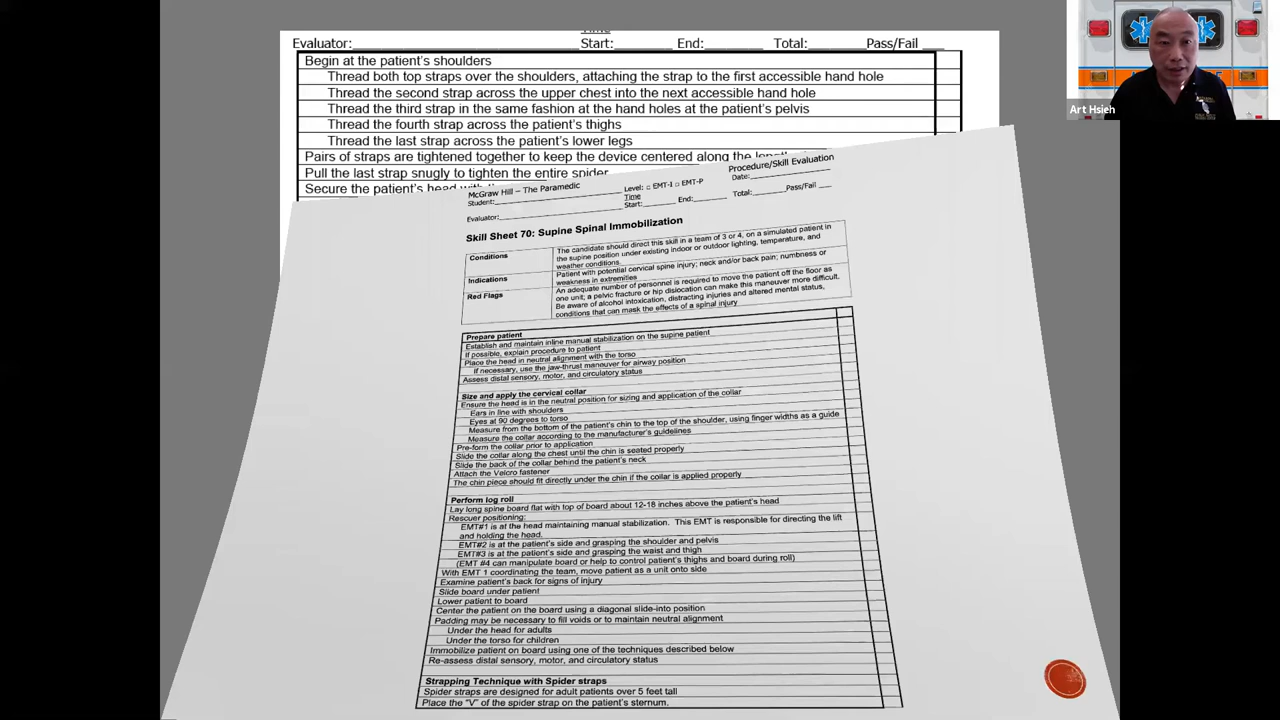 Time
Evaluator:____________________________ Start:_______ End:_______ Total:_______Pass/Fail ___
Begin at the patient's shoulders
Thread both top straps over the shoulders, attaching the strap to the first accessible hand hole
Thread the second strap across the upper chest into the next accessible hand hole
Thread the third strap in the same fashion at the hand holes at the patient's pelvis
Thread the fourth strap across the patient's thighs
Thread the last strap across the patient's lower legs
Pairs of straps are tightened together to keep the device centered along the
Pull the last strap snugly to tighten the entire spider
Secure the patient's head
Art Hsieh
McGraw Hill – The Paramedic
Procedure/Skill Evaluation
Student:____________________ Level: □ EMT-I □ EMT-P Date:____________
Time
Evaluator:____________________ Start:_____ End:_____ Total:_____Pass/Fail ___
Skill Sheet 70: Supine Spinal Immobilization
Conditions
The candidate should direct this skill in a team of 3 or 4, on a simulated patient in
the supine position under existing indoor or outdoor lighting, temperature, and
weather conditions.
Indications
Patient with potential cervical spine injury; neck and/or back pain; numbness or
weakness in extremities
Red Flags
An adequate number of personnel is required to move the patient off the floor as
one unit; a pelvic fracture or hip dislocation can make this maneuver more difficult.
Be aware of alcohol intoxication, distracting injuries and altered mental status,
conditions that can mask the effects of a spinal injury
Prepare patient
Establish and maintain inline manual stabilization on the supine patient
If possible, explain procedure to patient
Place the head in neutral alignment with the torso
If necessary, use the jaw-thrust maneuver for airway position
Assess distal sensory, motor, and circulatory status
Size and apply the cervical collar
Ensure the head is in the neutral position for sizing and application of the collar
Ears in line with shoulders
Eyes at 90 degrees to torso
Measure from the bottom of the patient's chin to the top of the shoulder, using finger widths as a guide
Measure the collar according to the manufacturer's guidelines
Pre-form the collar prior to application
Slide the collar along the chest until the chin is seated properly
Slide the back of the collar behind the patient's neck
Attach the Velcro fastener
The chin piece should fit directly under the chin if the collar is applied properly
Perform log roll
Lay long spine board flat with top of board about 12-18 inches above the patient's head
Rescuer positioning:
EMT#1 is at the head maintaining manual stabilization. This EMT is responsible for directing the lift
and holding the head.
EMT#2 is at the patient's side and grasping the shoulder and pelvis
EMT#3 is at the patient's side and grasping the waist and thigh
(EMT #4 can manipulate board or help to control patient's thighs and board during roll)
With EMT 1 coordinating the team, move patient as a unit onto side
Examine patient's back for signs of injury
Slide board under patient
Lower patient to board
Center the patient on the board using a diagonal slide-into position
Padding may be necessary to fill voids or to maintain neutral alignment
Under the head for adults
Under the torso for children
Immobilize patient on board using one of the techniques described below
Re-assess distal sensory, motor, and circulatory status
Strapping Technique with Spider straps
Spider straps are designed for adult patients over 5 feet tall
Place the "V" of the spider strap on the patient's sternum.